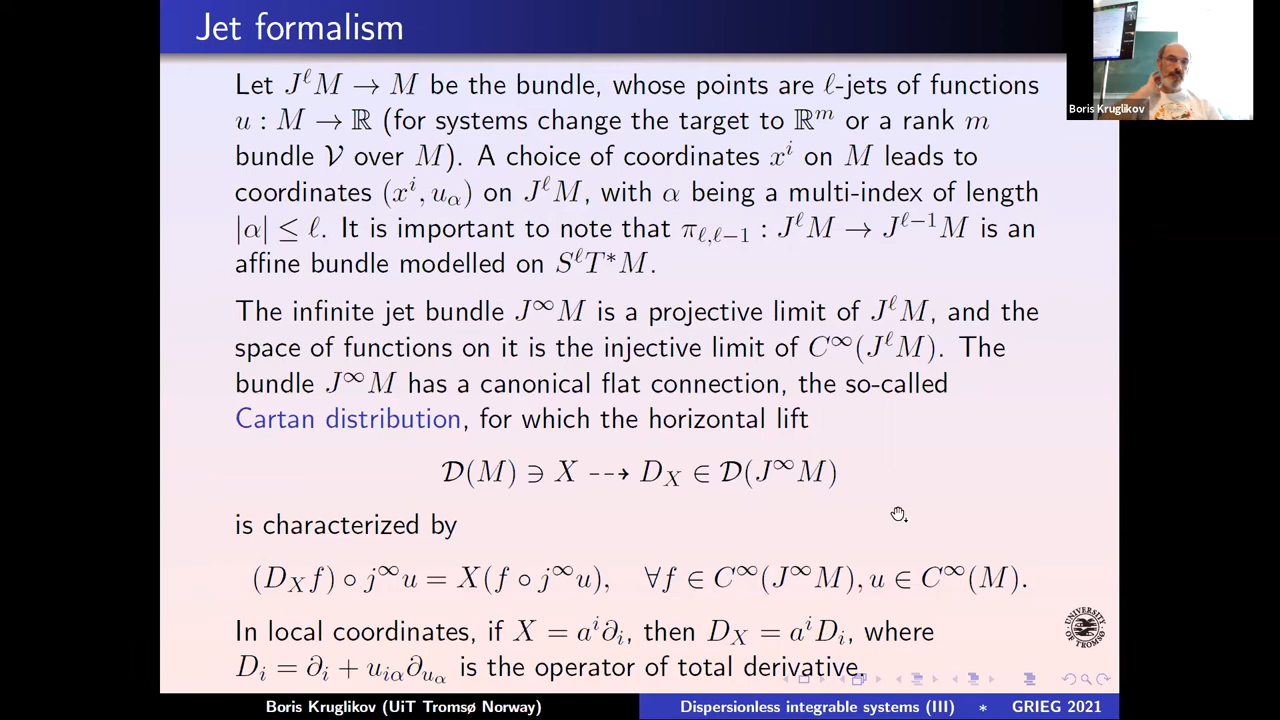 Jet formalism
Boris Kruglikov
Let J^ℓM → M be the bundle, whose points are ℓ-jets of functions
u : M → ℝ (for systems change the target to ℝ^m or a rank m
bundle 𝒱 over M). A choice of coordinates x^i on M leads to
coordinates (x^i, u_α) on J^ℓM, with α being a multi-index of length
|α| ≤ ℓ. It is important to note that π_{ℓ,ℓ−1} : J^ℓM → J^{ℓ−1}M is an
affine bundle modelled on S^ℓT*M.
The infinite jet bundle J^∞M is a projective limit of J^ℓM, and the
space of functions on it is the injective limit of C^∞(J^ℓM). The
bundle J^∞M has a canonical flat connection, the so-called
Cartan distribution, for which the horizontal lift
𝒟(M) ∋ X ⇢ D_X ∈ 𝒟(J^∞M)
is characterized by
(D_X f) ∘ j^∞u = X(f ∘ j^∞u), ∀f ∈ C^∞(J^∞M), u ∈ C^∞(M).
In local coordinates, if X = a^i∂_i, then D_X = a^iD_i, where
D_i = ∂_i + u_{iα}∂_{u_α} is the operator of total derivative.
UNIVERSITY OF TROMSØ
Boris Kruglikov (UiT Tromsø Norway) Dispersionless integrable systems (III) * GRIEG 2021